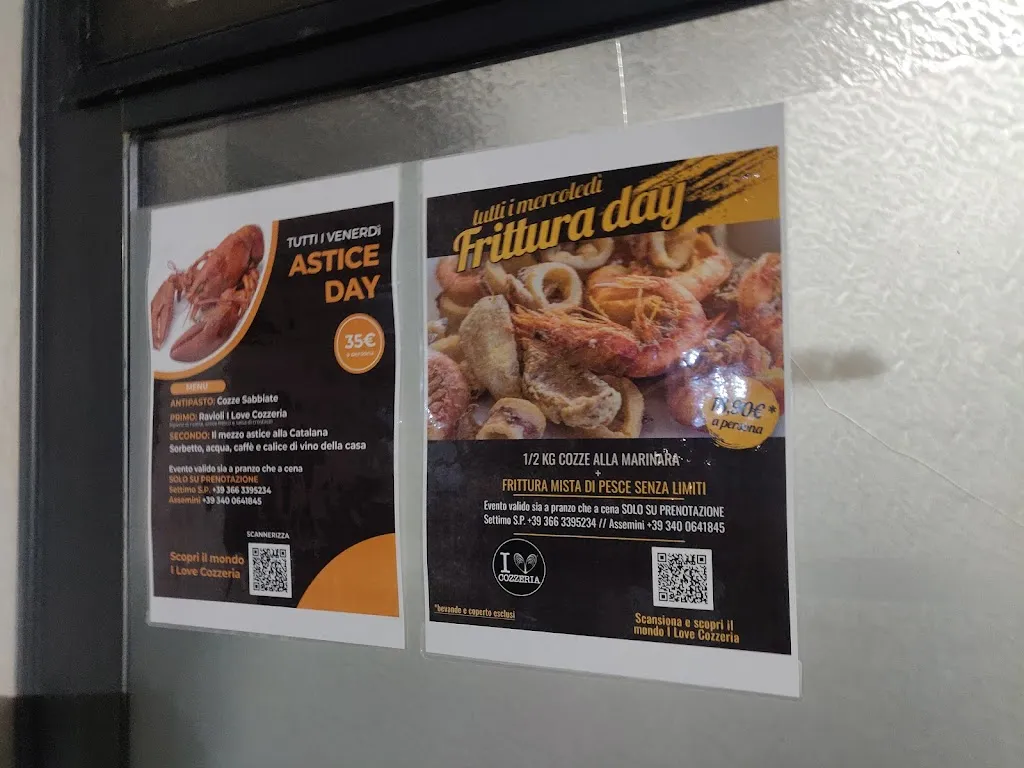 TUTTI I VENERDì
ASTICE
DAY
35€
a persona
MENU
ANTIPASTO: Cozze Sabbiate
PRIMO: Ravioli I Love Cozzeria
SECONDO: Il mezzo astice alla Catalana
Sorbetto, acqua, caffè e calice di vino della casa
Evento valido sia a pranzo che a cena
SOLO SU PRENOTAZIONE
Settimo S.P. +39 366 3395234
Assemini +39 340 0641845
SCANNERIZZA
Scopri il mondo
I Love Cozzeria
tutti i mercoledì
Frittura day
€*
a persona
1/2 KG COZZE ALLA MARINARA
+
FRITTURA MISTA DI PESCE SENZA LIMITI
Evento valido sia a pranzo che a cena SOLO SU PRENOTAZIONE
Settimo S.P. +39 366 3395234 // Assemini +39 340 0641845
I
COZZERIA
*bevande e coperto esclusi
Scansiona e scopri il
mondo I Love Cozzeria